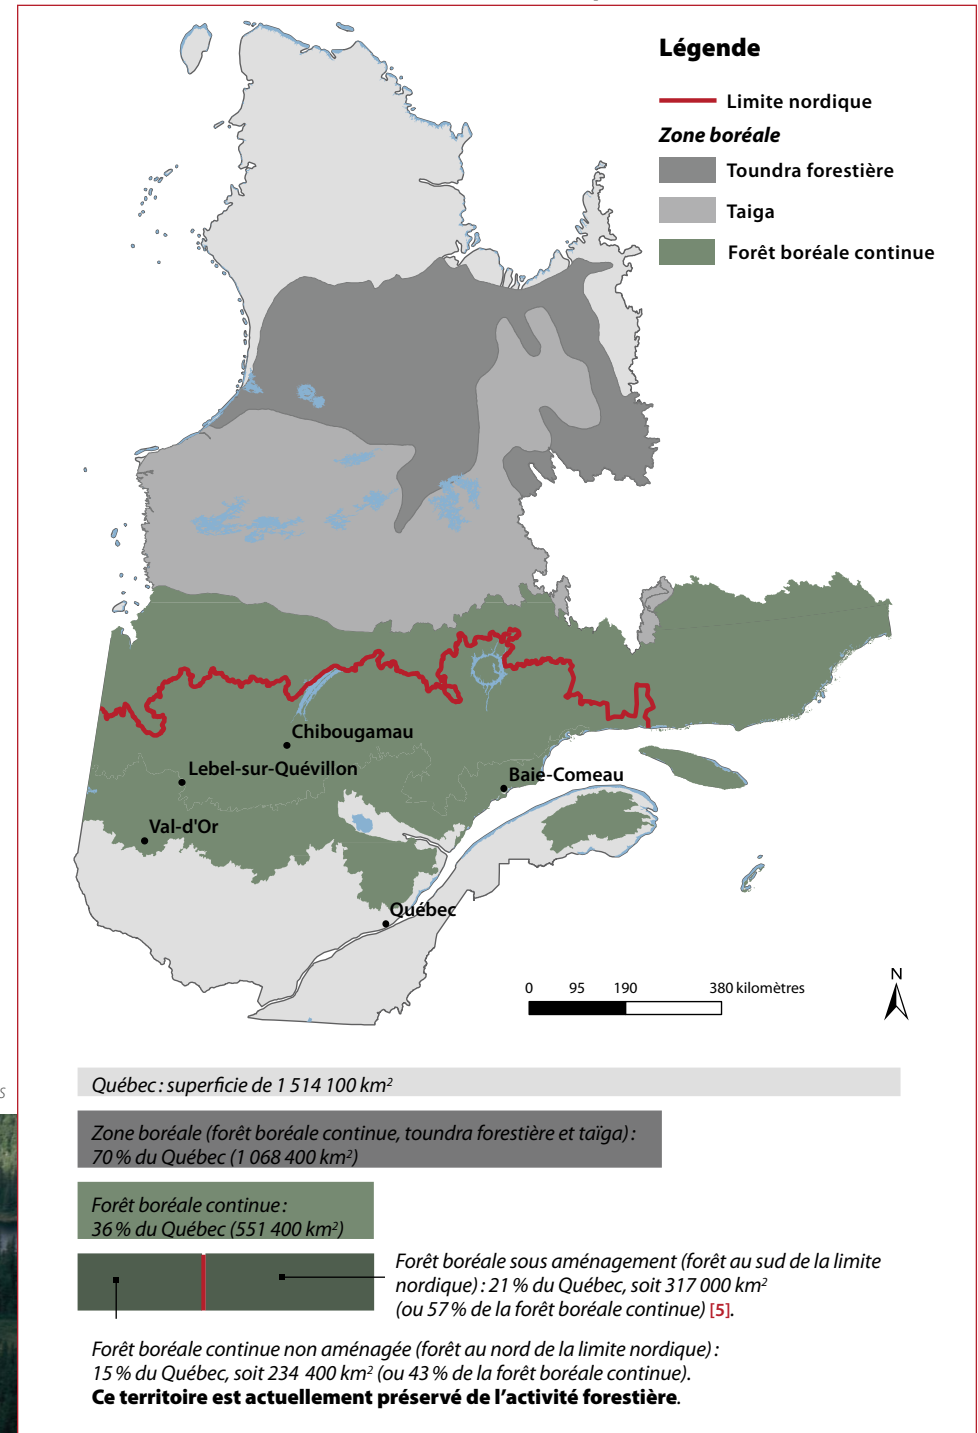 Légende
Limite nordique
Zone boréale
Toundra forestière
Taiga
Forêt boréale continue
Chibougamau
Lebel-sur-Quévillon
Baie-Comeau
Val-d'Or
Québec
N
0 95 190 380 kilomètres
Québec : superficie de 1 514 100 km²
Zone boréale (forêt boréale continue, toundra forestière et taïga) :
70 % du Québec (1 068 400 km²)
Forêt boréale continue :
36 % du Québec (551 400 km²)
Forêt boréale sous aménagement (forêt au sud de la limite
nordique) : 21 % du Québec, soit 317 000 km²
(ou 57 % de la forêt boréale continue) [5].
Forêt boréale continue non aménagée (forêt au nord de la limite nordique) :
15 % du Québec, soit 234 400 km² (ou 43 % de la forêt boréale continue).
Ce territoire est actuellement préservé de l'activité forestière.